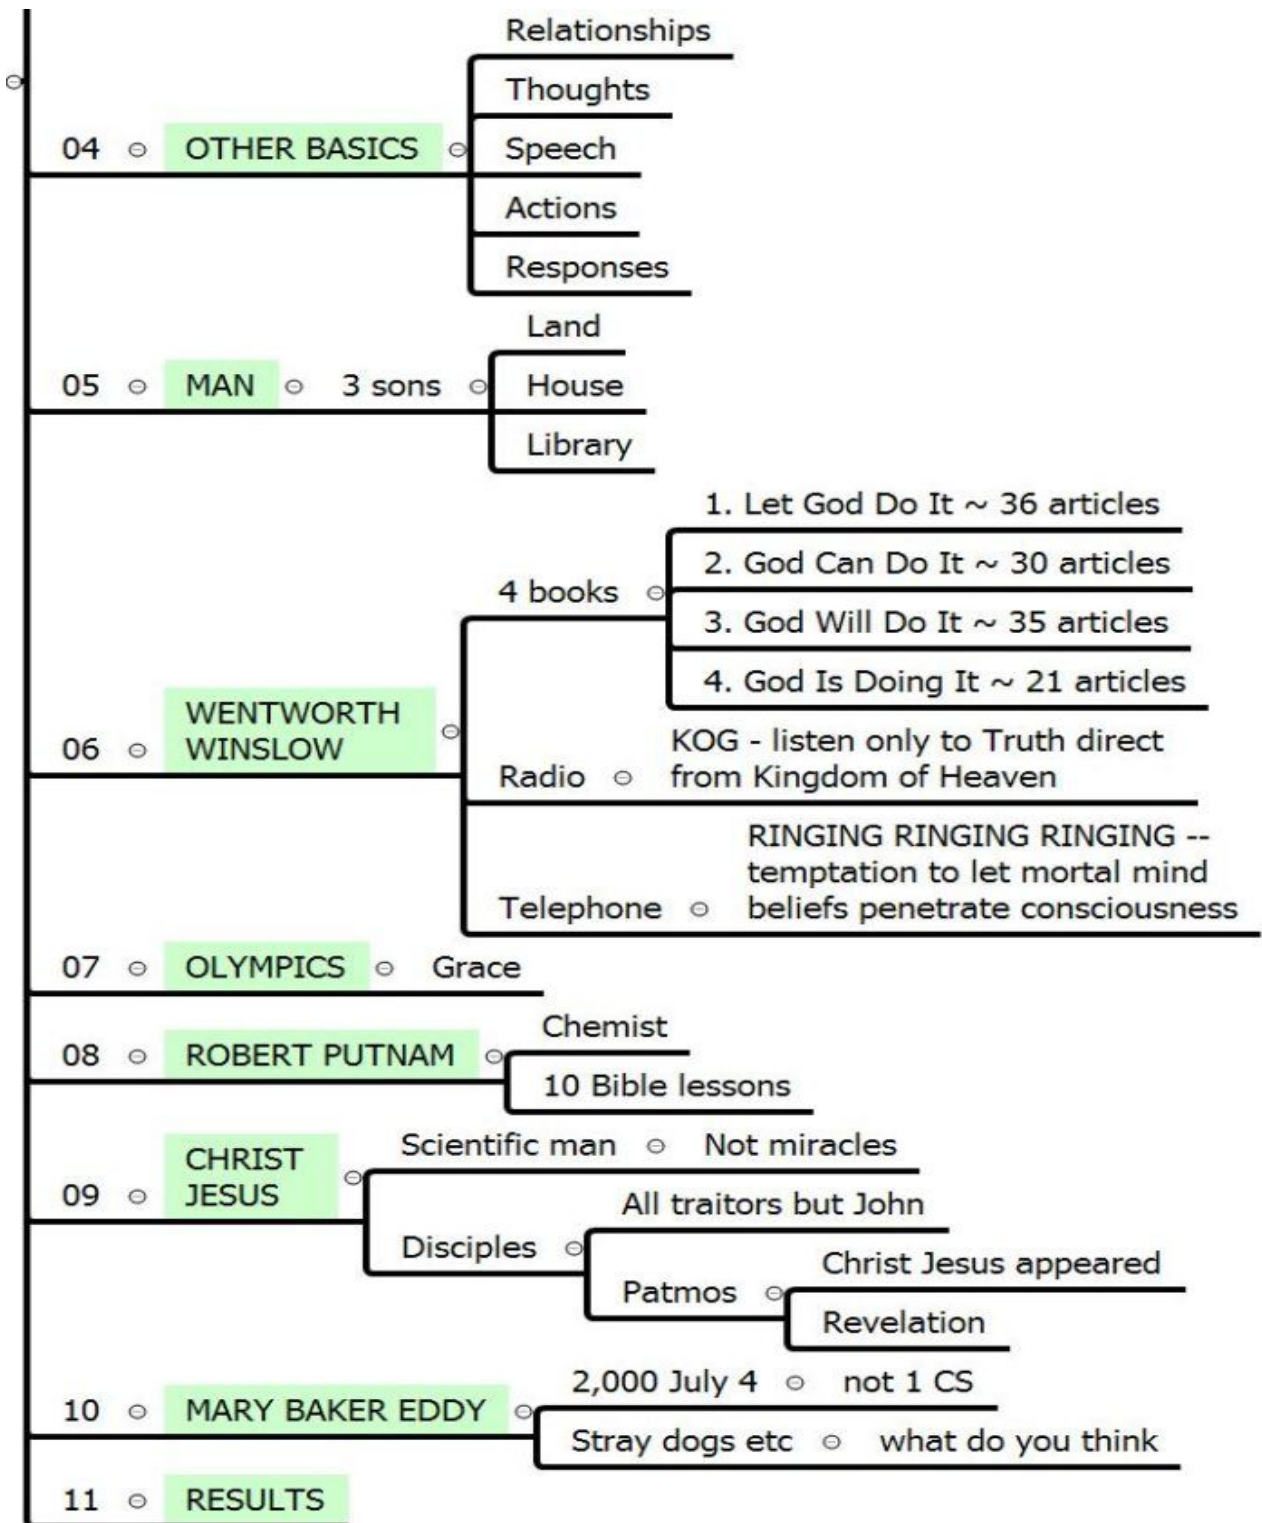 Relationships
Thoughts
04 OTHER BASICS Speech
Actions
Responses
Land
05 MAN 3 sons House
Library
1. Let God Do It ~ 36 articles
2. God Can Do It ~ 30 articles
4 books
3. God Will Do It ~ 35 articles
4. God Is Doing It ~ 21 articles
06 WENTWORTH
WINSLOW
KOG - listen only to Truth direct
Radio from Kingdom of Heaven
RINGING RINGING RINGING --
temptation to let mortal mind
Telephone beliefs penetrate consciousness
07 OLYMPICS Grace
Chemist
08 ROBERT PUTNAM
10 Bible lessons
09 CHRIST
JESUS
Scientific man Not miracles
All traitors but John
Disciples
Christ Jesus appeared
Patmos
Revelation
2,000 July 4 not 1 CS
10 MARY BAKER EDDY
Stray dogs etc what do you think
11 RESULTS